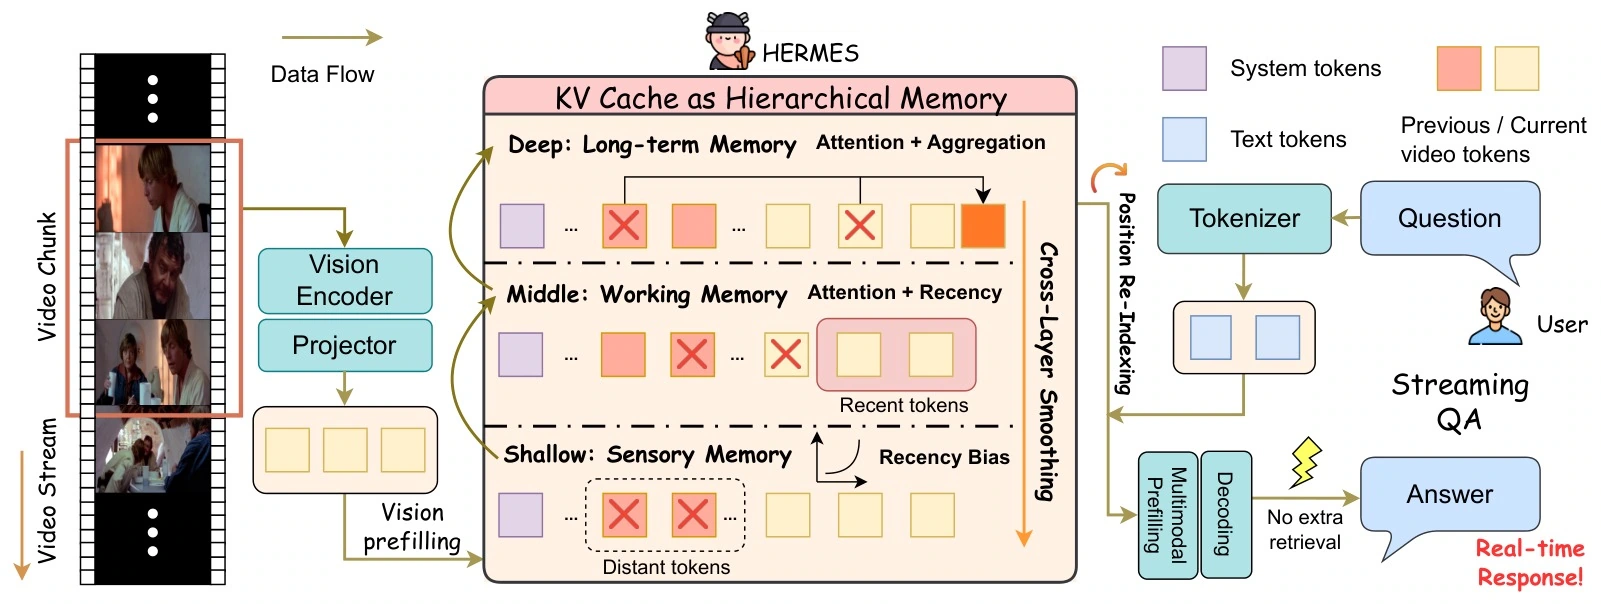 Data Flow
Video Chunk
Video Stream
Vision
Encoder
Projector
Vision
prefilling
HERMES
KV Cache as Hierarchical Memory
Deep: Long-term Memory
Attention + Aggregation
...
...
Middle: Working Memory
Attention + Recency
...
...
Recent tokens
Shallow: Sensory Memory
Recency Bias
...
...
Distant tokens
Cross-Layer Smoothing
Position Re-Indexing
System tokens
Text tokens
Previous / Current
video tokens
Tokenizer
Question
User
Streaming
QA
Multimodal
Prefilling
Decoding
No extra
retrieval
Answer
Real-time
Response!